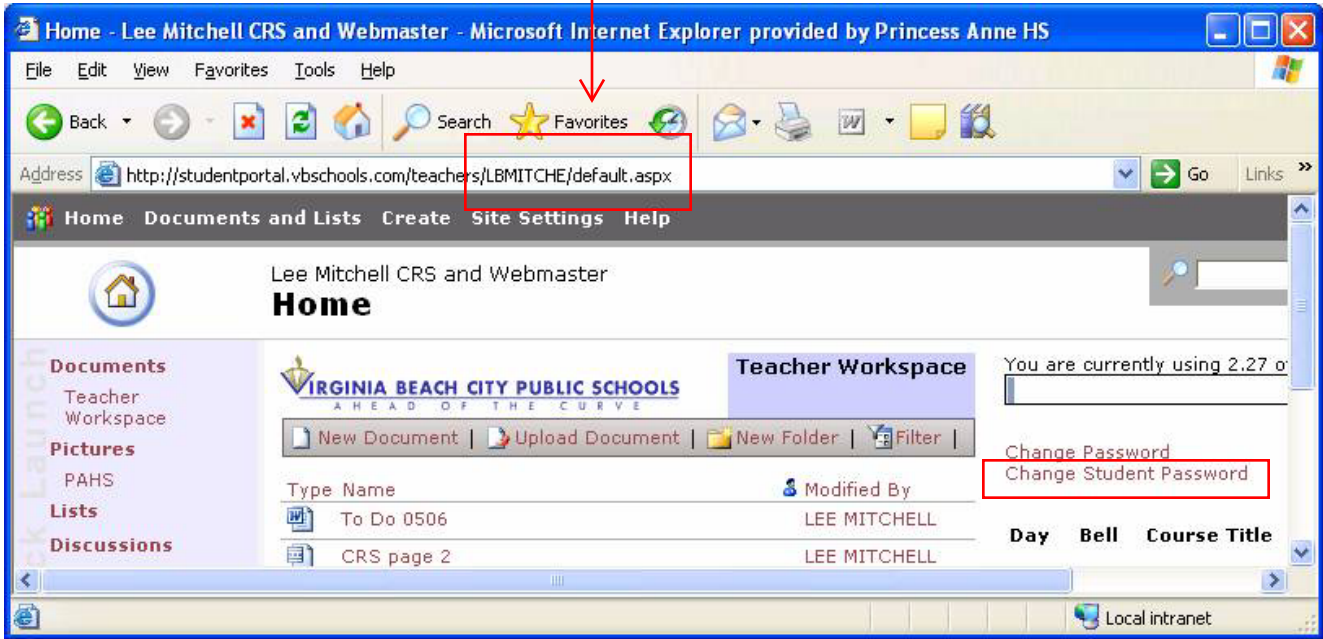 Home - Lee Mitchell CRS and Webmaster - Microsoft Internet Explorer provided by Princess Anne HS
File Edit View Favorites Tools Help
Back Search Favorites
Address http://studentportal.vbschools.com/teachers/LBMITCHE/default.aspx Go Links »
Home Documents and Lists Create Site Settings Help
Lee Mitchell CRS and Webmaster
Home
Documents
Teacher
Workspace
Pictures
PAHS
Lists
Discussions
VIRGINIA BEACH CITY PUBLIC SCHOOLS
AHEAD OF THE CURVE
Teacher Workspace
New Document | Upload Document | New Folder | Filter |
Type Name Modified By
To Do 0506 LEE MITCHELL
CRS page 2 LEE MITCHELL
You are currently using 2.27 o
Change Password
Change Student Password
Day Bell Course Title
Local intranet